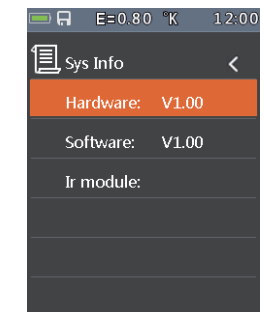 E=0.80 °K 12:00
Sys Info
Hardware: V1.00
Software: V1.00
Ir module: